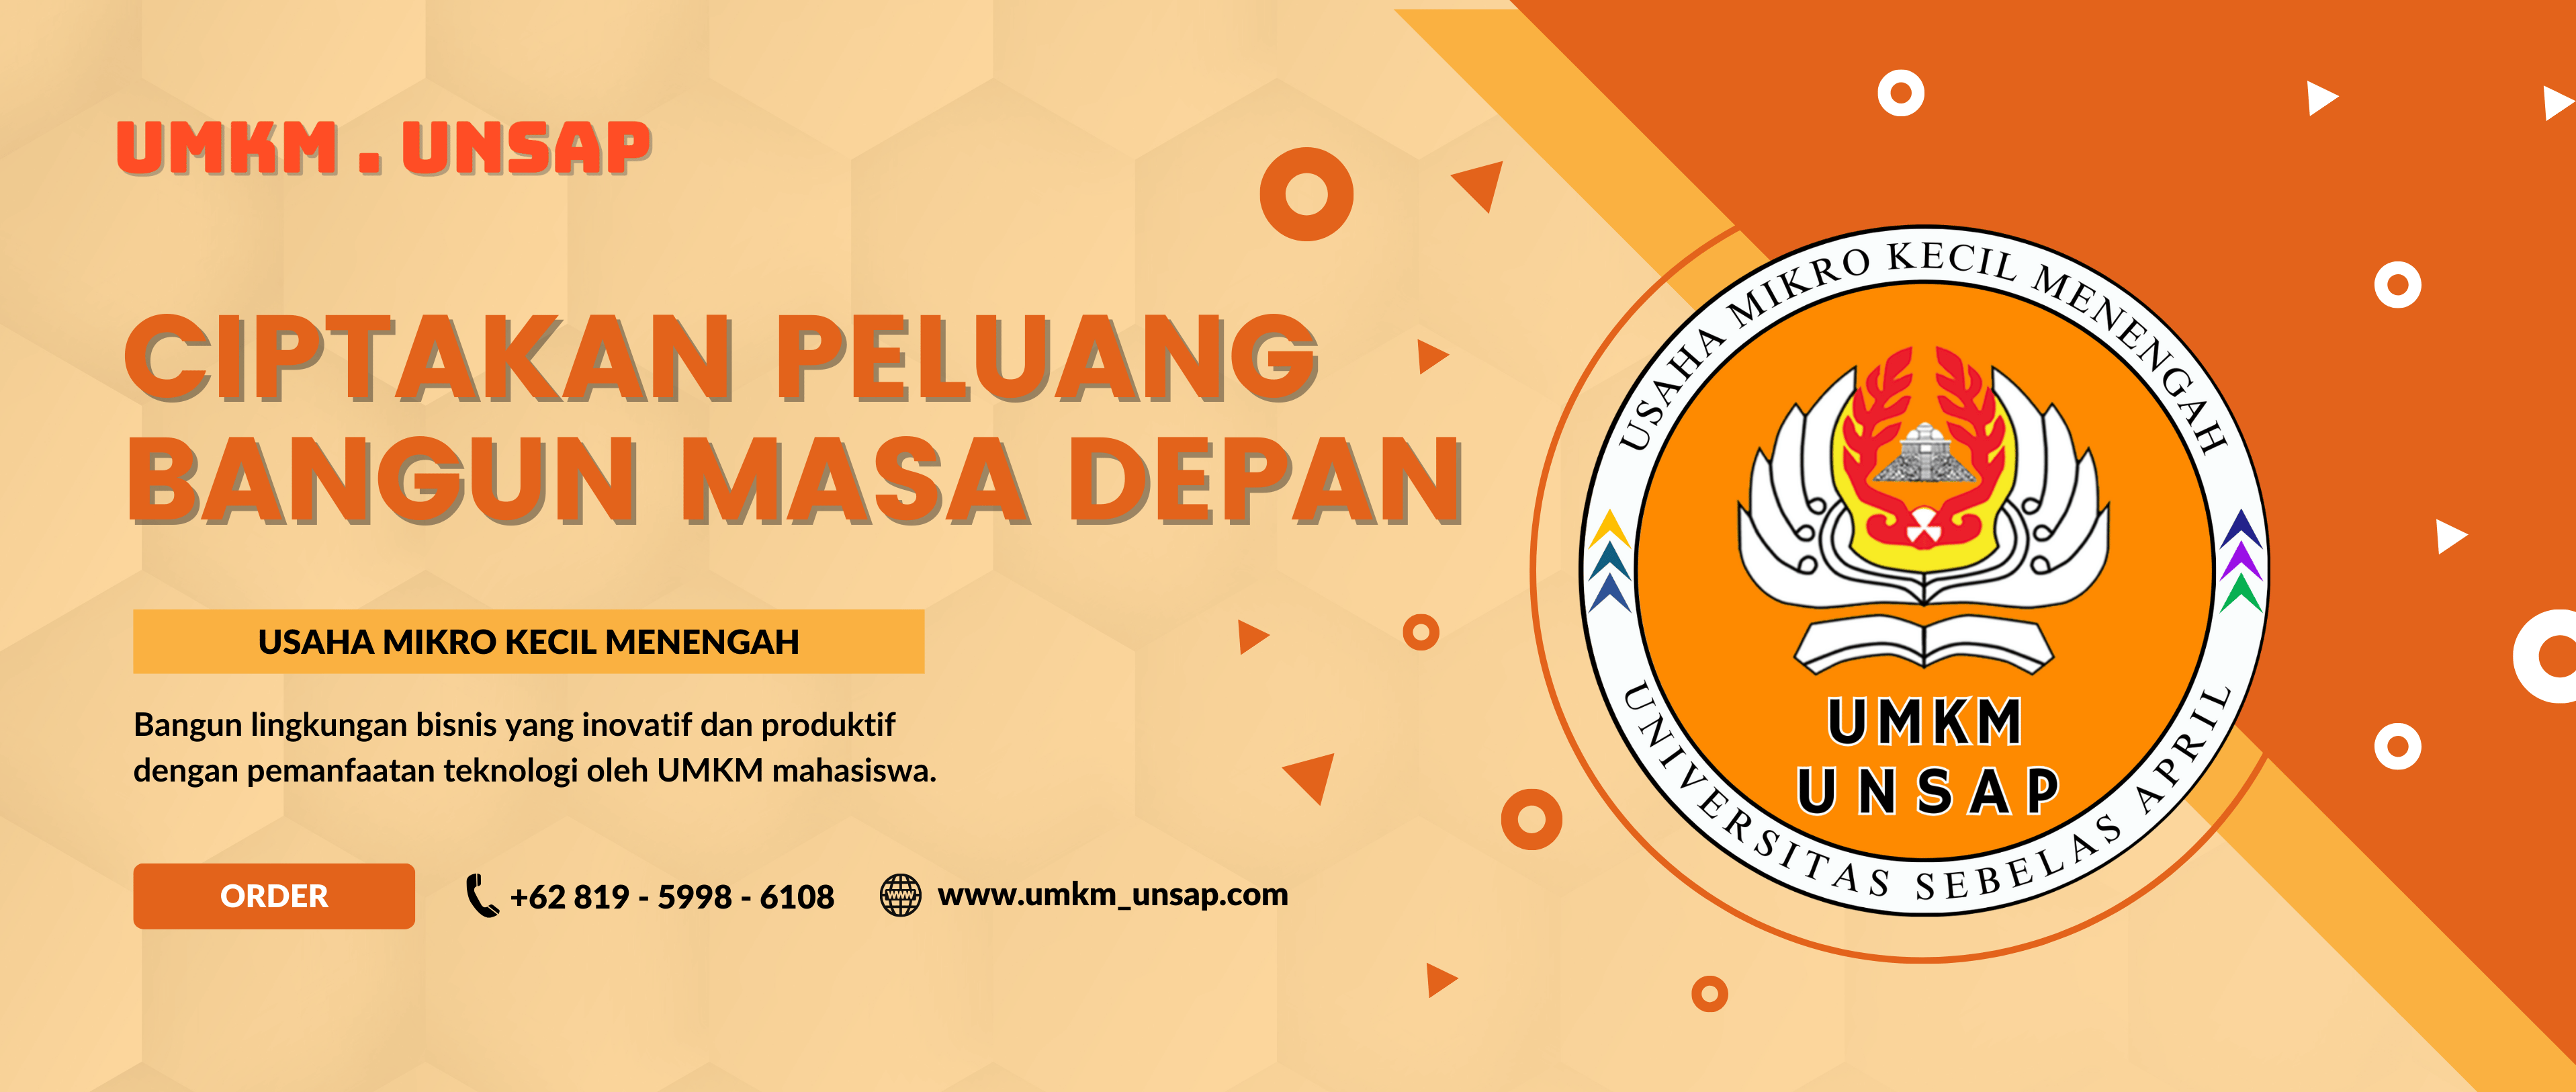 UMKM . UNSAP
CIPTAKAN PELUANG
BANGUN MASA DEPAN
USAHA MIKRO KECIL MENENGAH
Bangun lingkungan bisnis yang inovatif dan produktif
dengan pemanfaatan teknologi oleh UMKM mahasiswa.
ORDER
+62 819 - 5998 - 6108
www
www.umkm_unsap.com
USAHA MIKRO KECIL MENENGAH
UMKM
UNSAP
UNIVERSITAS SEBELAS APRIL